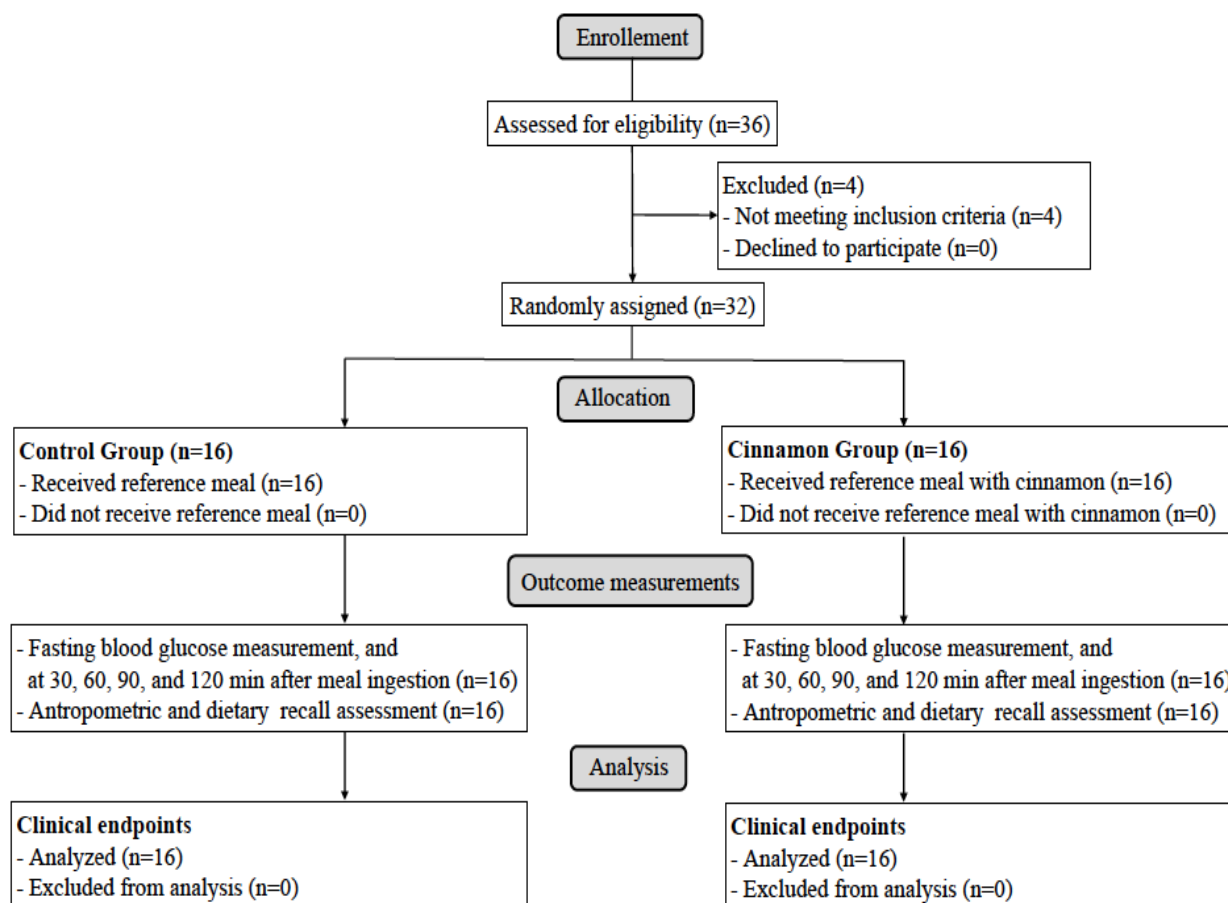 Enrollement
Assessed for eligibility (n=36)
Excluded (n=4)
- Not meeting inclusion criteria (n=4)
- Declined to participate (n=0)
Randomly assigned (n=32)
Allocation
Control Group (n=16)
- Received reference meal (n=16)
- Did not receive reference meal (n=0)
Cinnamon Group (n=16)
- Received reference meal with cinnamon (n=16)
- Did not receive reference meal with cinnamon (n=0)
Outcome measurements
- Fasting blood glucose measurement, and
at 30, 60, 90, and 120 min after meal ingestion (n=16)
- Antropometric and dietary recall assessment (n=16)
- Fasting blood glucose measurement, and
at 30, 60, 90, and 120 min after meal ingestion (n=16)
- Antropometric and dietary recall assessment (n=16)
Analysis
Clinical endpoints
- Analyzed (n=16)
- Excluded from analysis (n=0)
Clinical endpoints
- Analyzed (n=16)
- Excluded from analysis (n=0)